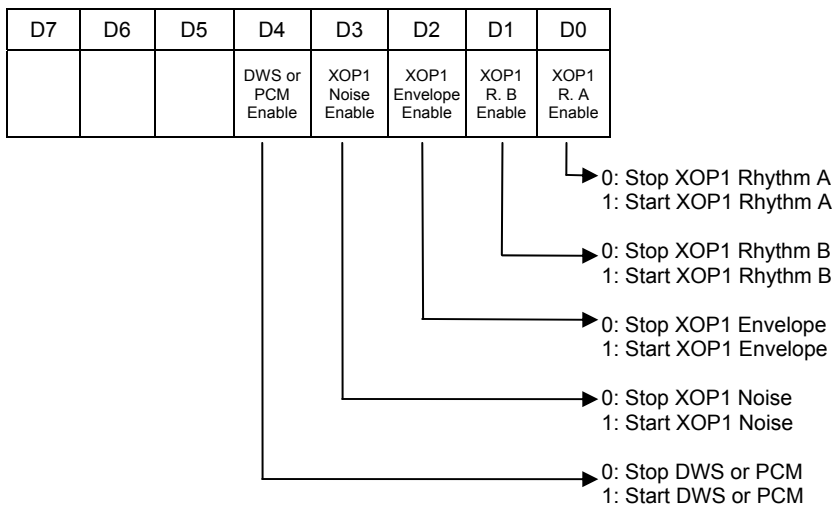 D7 D6 D5 D4 D3 D2 D1 D0
DWS or PCM Enable
XOP1 Noise Enable
XOP1 Envelope Enable
XOP1 R. B Enable
XOP1 R. A Enable
0: Stop XOP1 Rhythm A
1: Start XOP1 Rhythm A
0: Stop XOP1 Rhythm B
1: Start XOP1 Rhythm B
0: Stop XOP1 Envelope
1: Start XOP1 Envelope
0: Stop XOP1 Noise
1: Start XOP1 Noise
0: Stop DWS or PCM
1: Start DWS or PCM